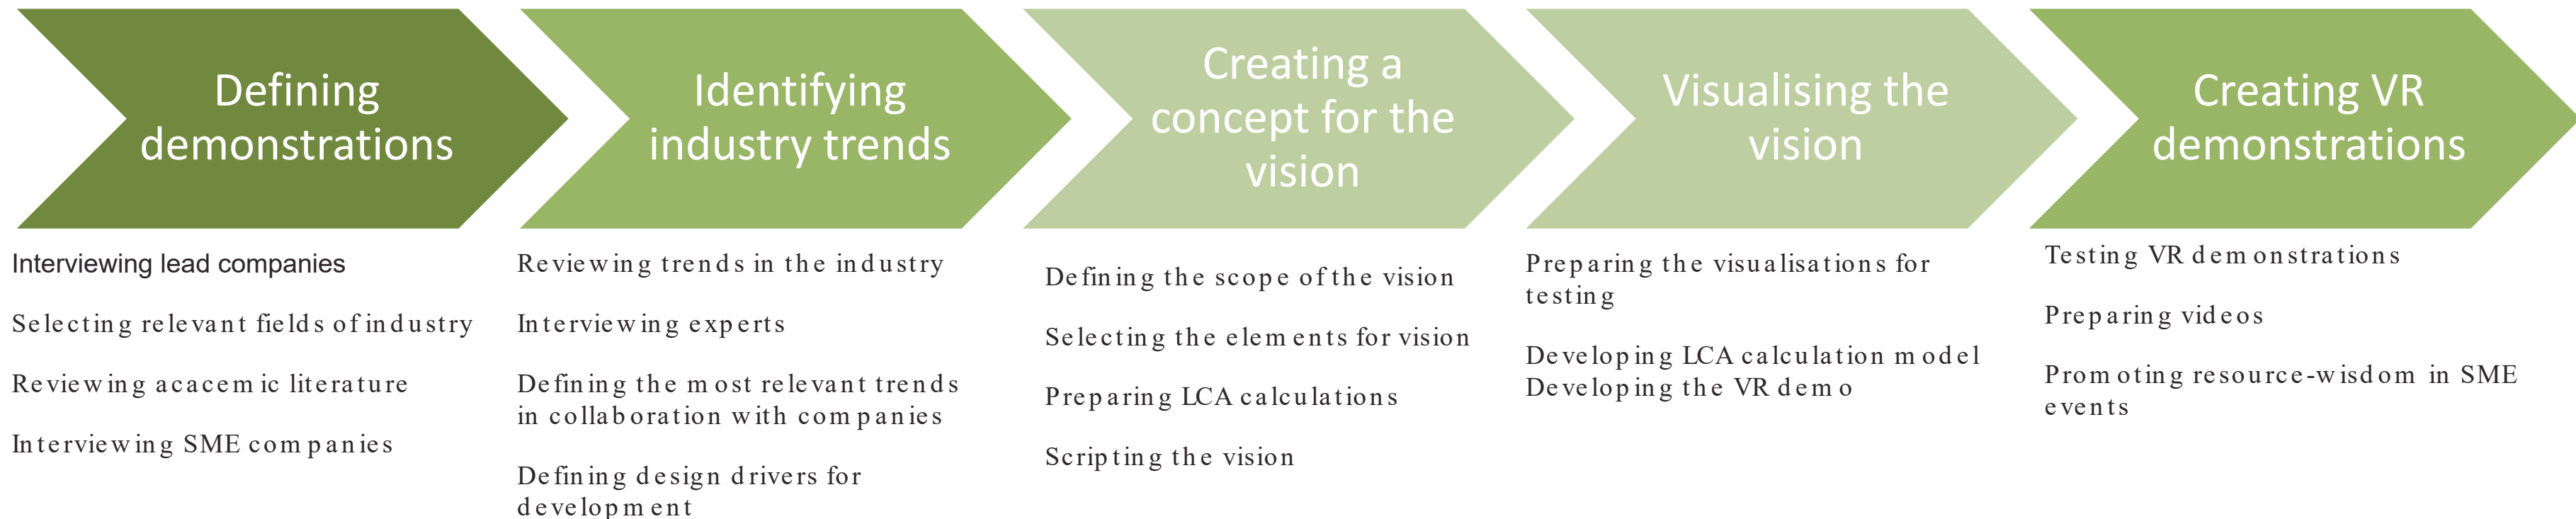 Defining
demonstrations
Interviewing lead companies
Selecting relevant fields of industry
Reviewing acacemic literature
Interviewing SME companies
Identifying
industry trends
Reviewing trends in the industry
Interviewing experts
Defining the most relevant trends
in collaboration with companies
Defining design drivers for
development
Creating a
concept for the
vision
Defining the scope of the vision
Selecting the elements for vision
Preparing LCA calculations
Scripting the vision
Visualising the
vision
Preparing the visualisations for
testing
Developing LCA calculation model
Developing the VR demo
Creating VR
demonstrations
Testing VR demonstrations
Preparing videos
Promoting resource-wisdom in SME
events